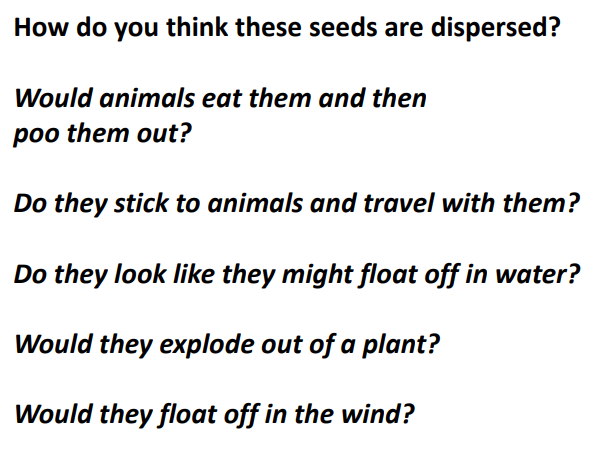 How do you think these seeds are dispersed?
Would animals eat them and then
poo them out?
Do they stick to animals and travel with them?
Do they look like they might float off in water?
Would they explode out of a plant?
Would they float off in the wind?